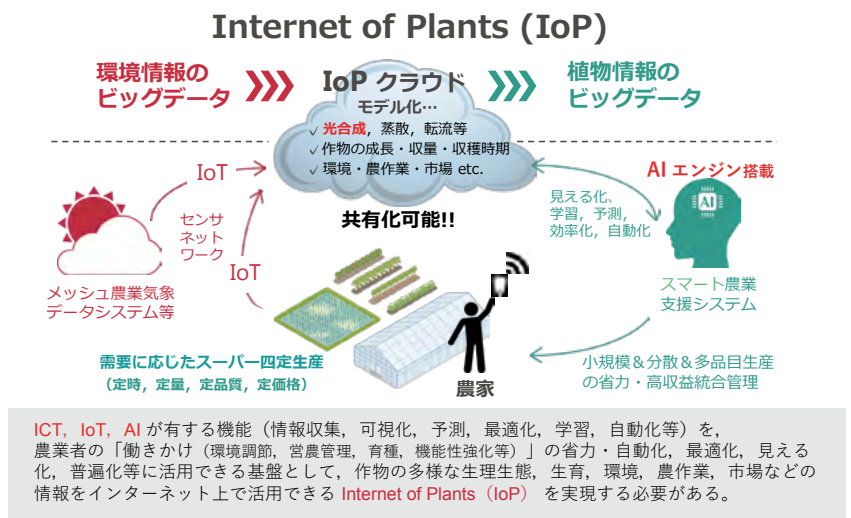 Internet of Plants (IoP)
環境情報の
ビッグデータ
IoP クラウド
モデル化…
✓ 光合成，蒸散，転流等
✓ 作物の成長・収量・収穫時期
✓ 環境・農作業・市場 etc.
植物情報の
ビッグデータ
IoT
センサ
ネット
ワーク
IoT
メッシュ農業気象
データシステム等
共有化可能!!
見える化、
学習，予測，
効率化，自動化
AI エンジン搭載
AI
スマート農業
支援システム
需要に応じたスーパー四定生産
（定時，定量，定品質，定価格）
農家
小規模＆分散＆多品目生産
の省力・高収益統合管理
ICT，IoT，AI が有する機能（情報収集，可視化，予測，最適化，学習，自動化等）を，
農業者の「働きかけ（環境調節，営農管理，育種，機能性強化等）」の省力・自動化，最適化，見える
化，普遍化等に活用できる基盤として，作物の多様な生理生態，生育，環境，農作業，市場などの
情報をインターネット上で活用できる Internet of Plants（IoP） を実現する必要がある。